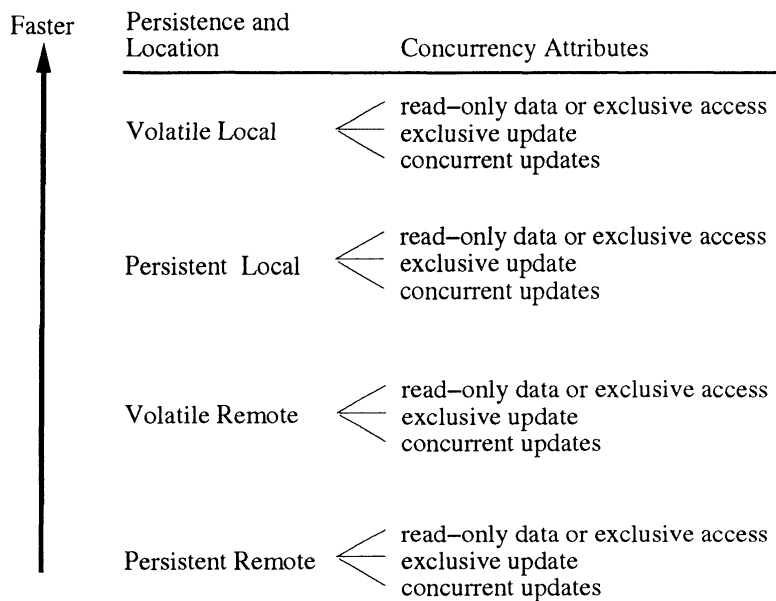 Faster
Persistence and
Location
Concurrency Attributes
Volatile Local
read–only data or exclusive access
exclusive update
concurrent updates
Persistent Local
read–only data or exclusive access
exclusive update
concurrent updates
Volatile Remote
read–only data or exclusive access
exclusive update
concurrent updates
Persistent Remote
read–only data or exclusive access
exclusive update
concurrent updates